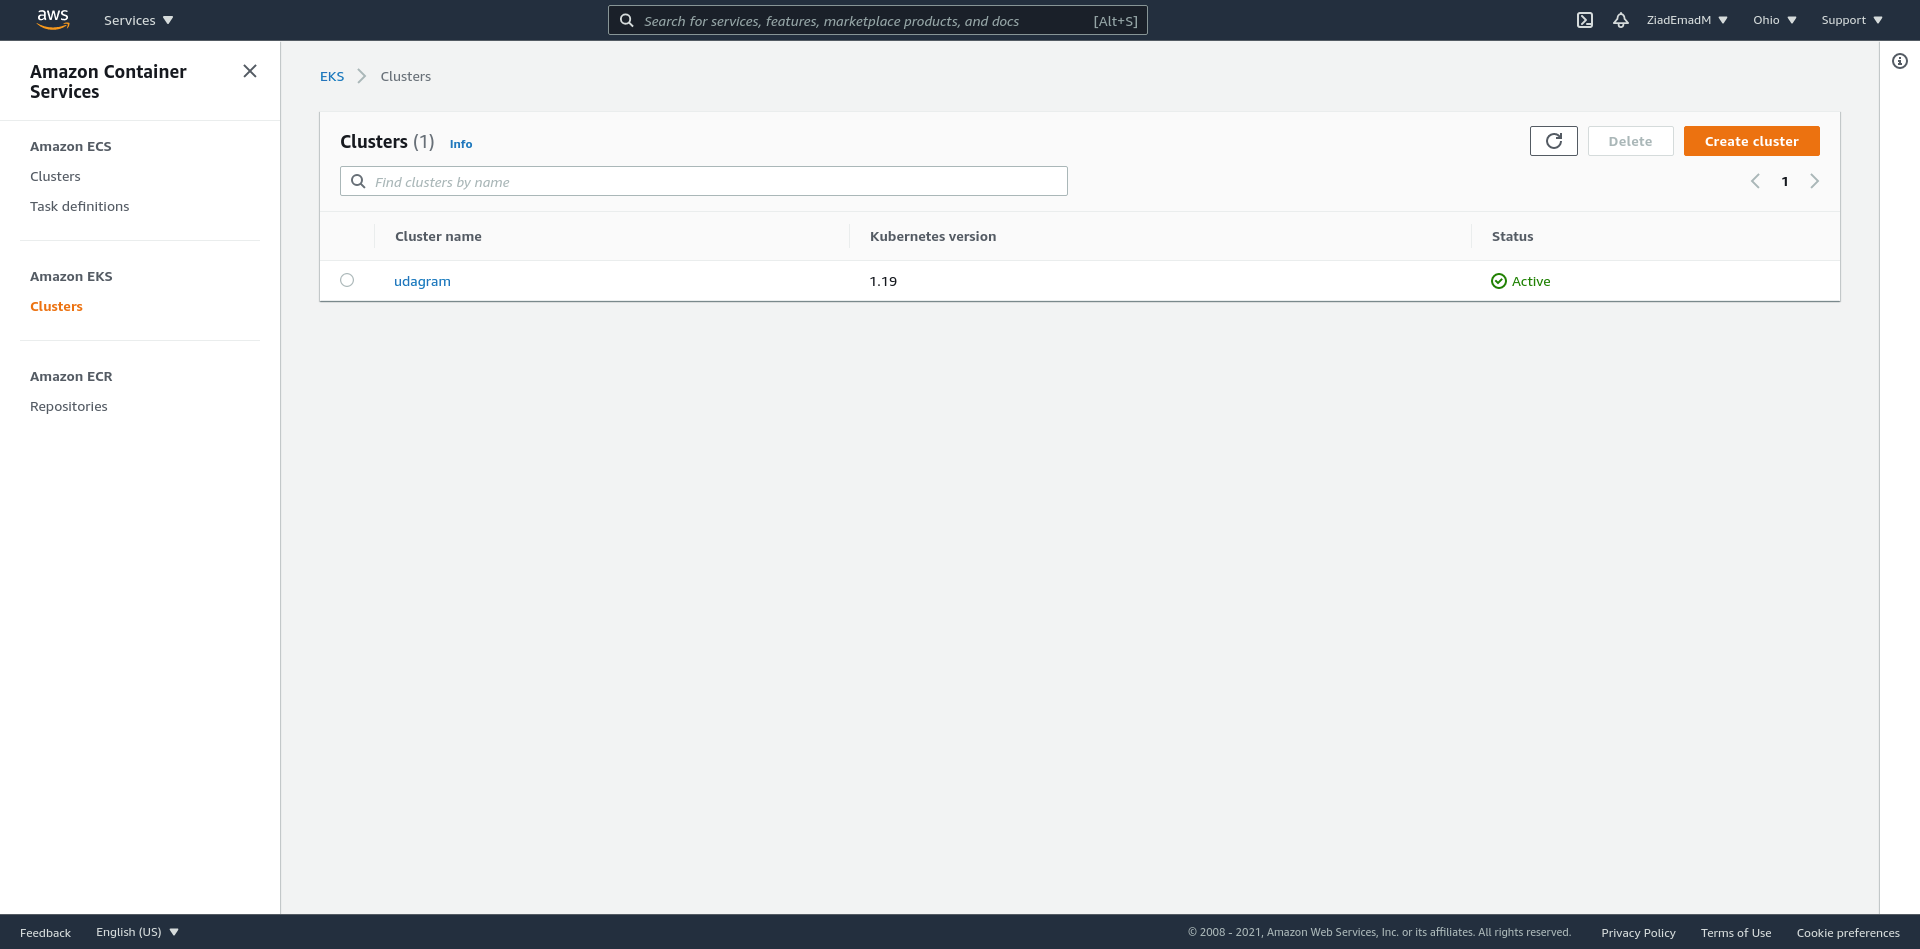 aws
Services
Search for services, features, marketplace products, and docs
[Alt+S]
ZiadEmadM
Ohio
Support
Amazon Container
Services
Amazon ECS
Clusters
Task definitions
Amazon EKS
Clusters
Amazon ECR
Repositories
EKS
Clusters
Clusters (1)
Info
Delete
Create cluster
Find clusters by name
1
Cluster name
Kubernetes version
Status
udagram
1.19
Active
Feedback
English (US)
© 2008 - 2021, Amazon Web Services, Inc. or its affiliates. All rights reserved.
Privacy Policy
Terms of Use
Cookie preferences